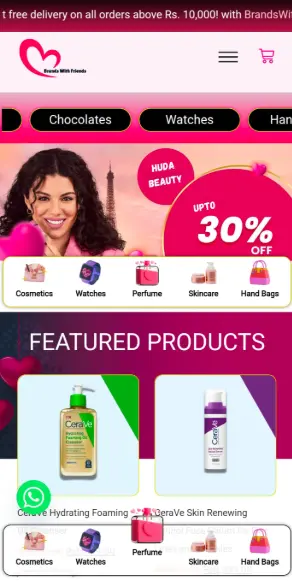 t free delivery on all orders above Rs. 10,000! with BrandsWit
Brands With Friends
Chocolates
Watches
Han
HUDA
BEAUTY
UPTO
30%
OFF
Cosmetics
Watches
Perfume
Skincare
Hand Bags
FEATURED PRODUCTS
CeraVe
CeraVe
CeraVe Hydrating Foaming
CeraVe Skin Renewing
Cosmetics
Watches
Perfume
Skincare
Hand Bags